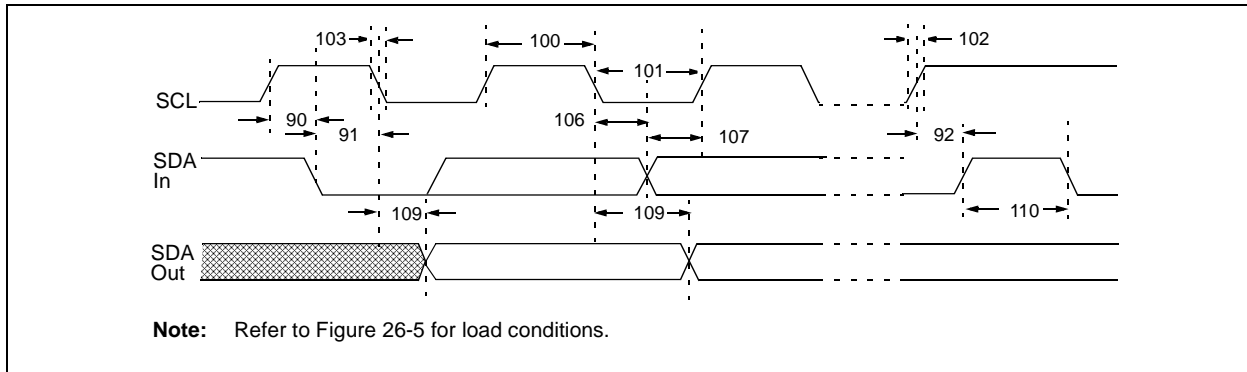 103
100
102
101
SCL
90
91
106
107
92
SDA
In
109
109
110
SDA
Out
Note: Refer to Figure 26-5 for load conditions.